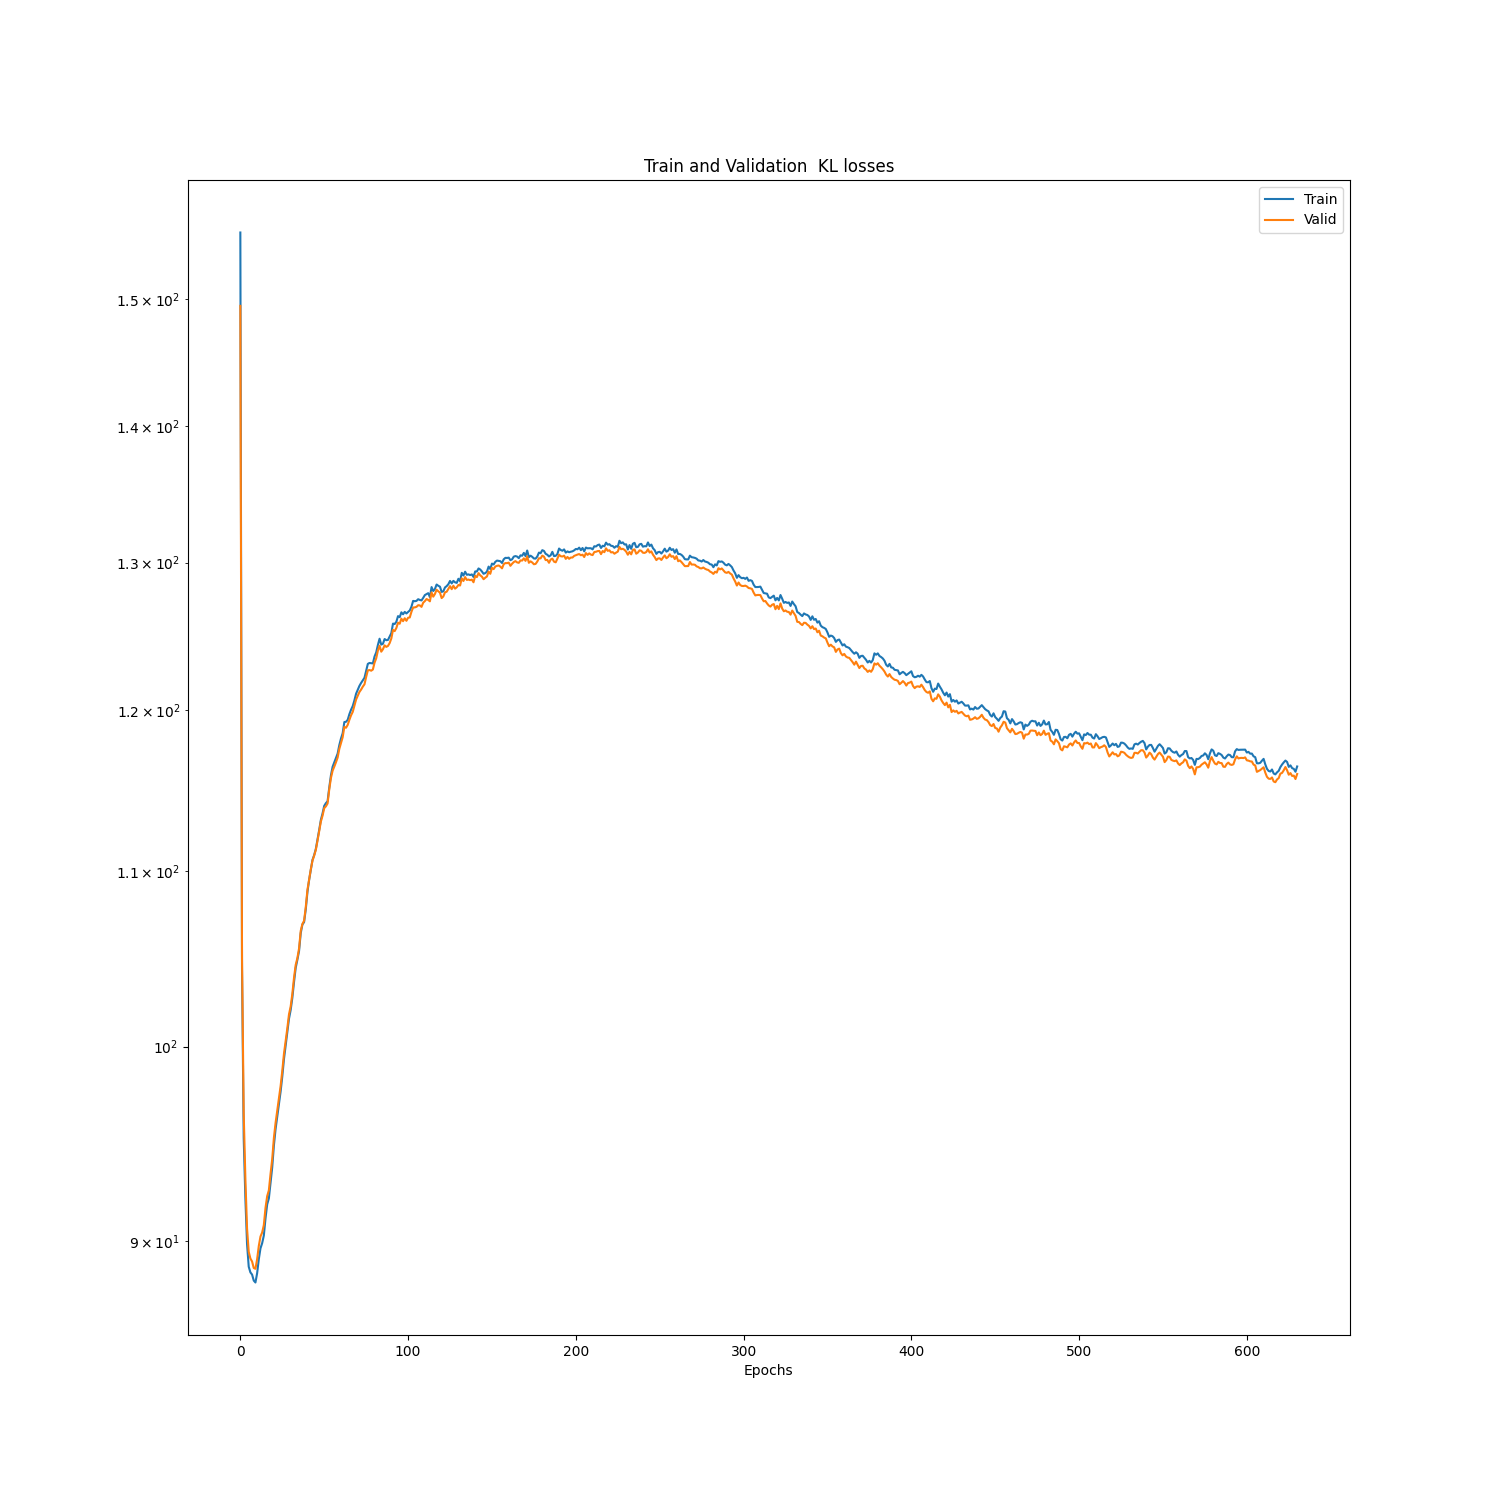 Train and Validation  KL losses
Train
Valid
1.5 × 10²
1.4 × 10²
1.3 × 10²
1.2 × 10²
1.1 × 10²
10²
9 × 10¹
0 100 200 300 400 500 600
Epochs